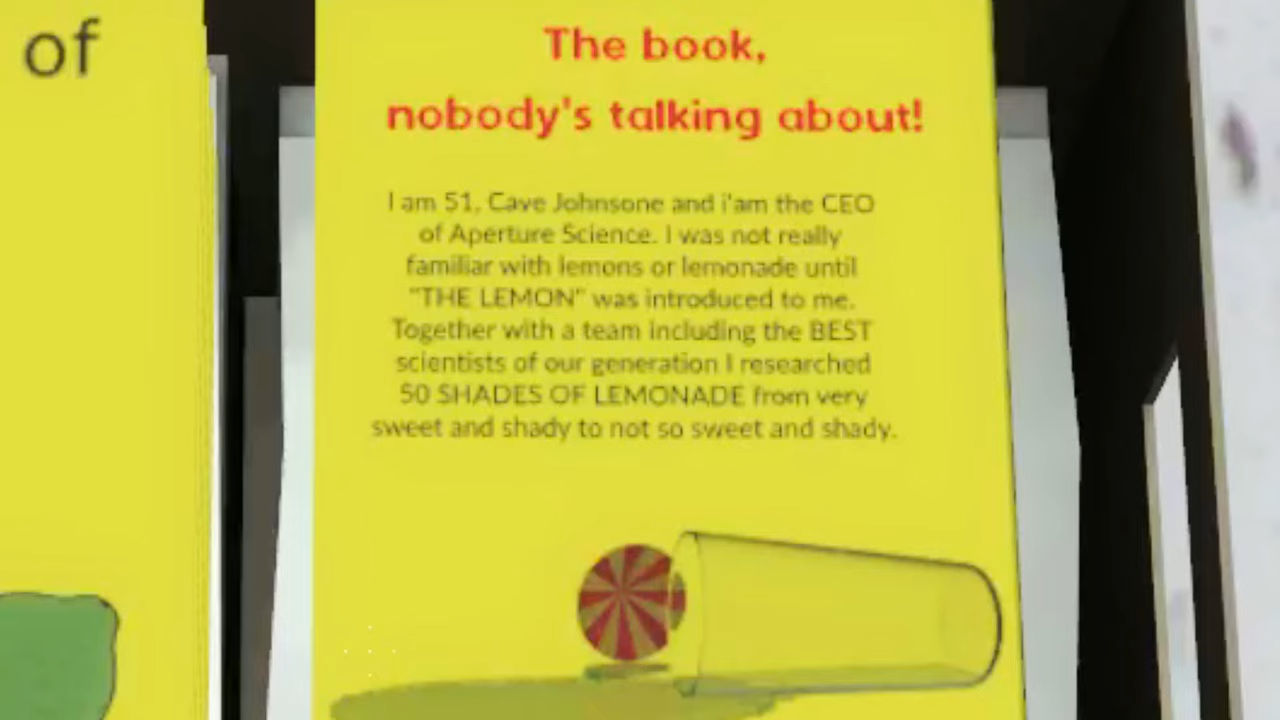 of
The book,
nobody's talking about!
I am 51, Cave Johnsone and i'am the CEO
of Aperture Science. I was not really
familiar with lemons or lemonade until
"THE LEMON" was introduced to me.
Together with a team including the BEST
scientists of our generation I researched
50 SHADES OF LEMONADE from very
sweet and shady to not so sweet and shady.